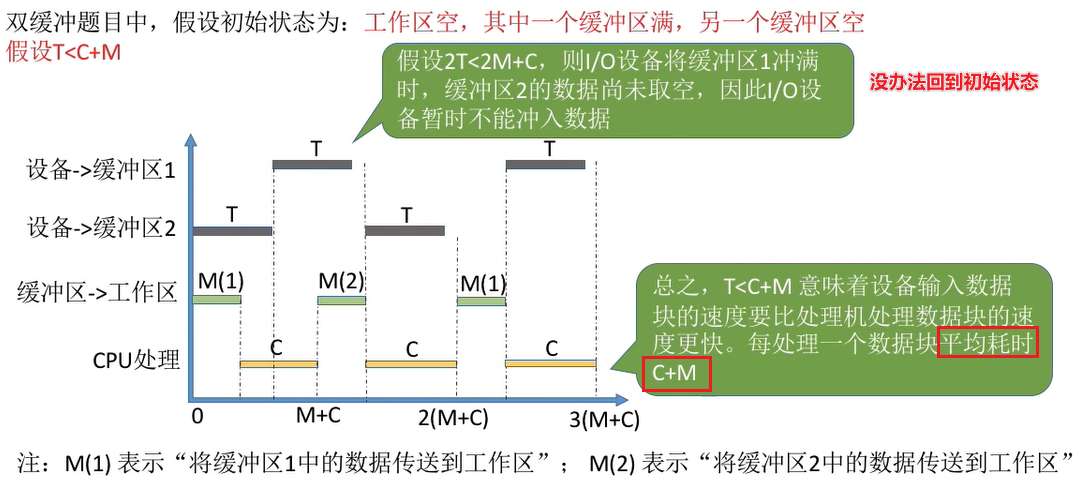 双缓冲题目中，假设初始状态为：工作区空，其中一个缓冲区满，另一个缓冲区空
假设T<C+M
假设2T<2M+C，则I/O设备将缓冲区1冲满
时，缓冲区2的数据尚未取空，因此I/O设
备暂时不能冲入数据
没办法回到初始状态
设备->缓冲区1
T
T
设备->缓冲区2
T
T
缓冲区->工作区
M(1)
M(2)
M(1)
CPU处理
C
C
C
总之，T<C+M 意味着设备输入数据
块的速度要比处理机处理数据块的速
度更快。每处理一个数据块平均耗时
C+M
0
M+C
2(M+C)
3(M+C)
注：M(1) 表示“将缓冲区1中的数据传送到工作区”； M(2) 表示“将缓冲区2中的数据传送到工作区”